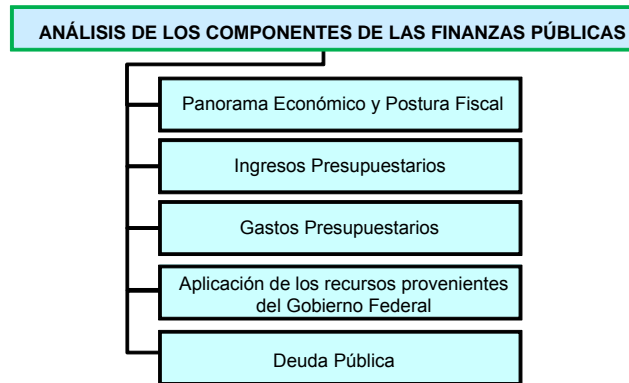 ANÁLISIS DE LOS COMPONENTES DE LAS FINANZAS PÚBLICAS
Panorama Económico y Postura Fiscal
Ingresos Presupuestarios
Gastos Presupuestarios
Aplicación de los recursos provenientes
del Gobierno Federal
Deuda Pública